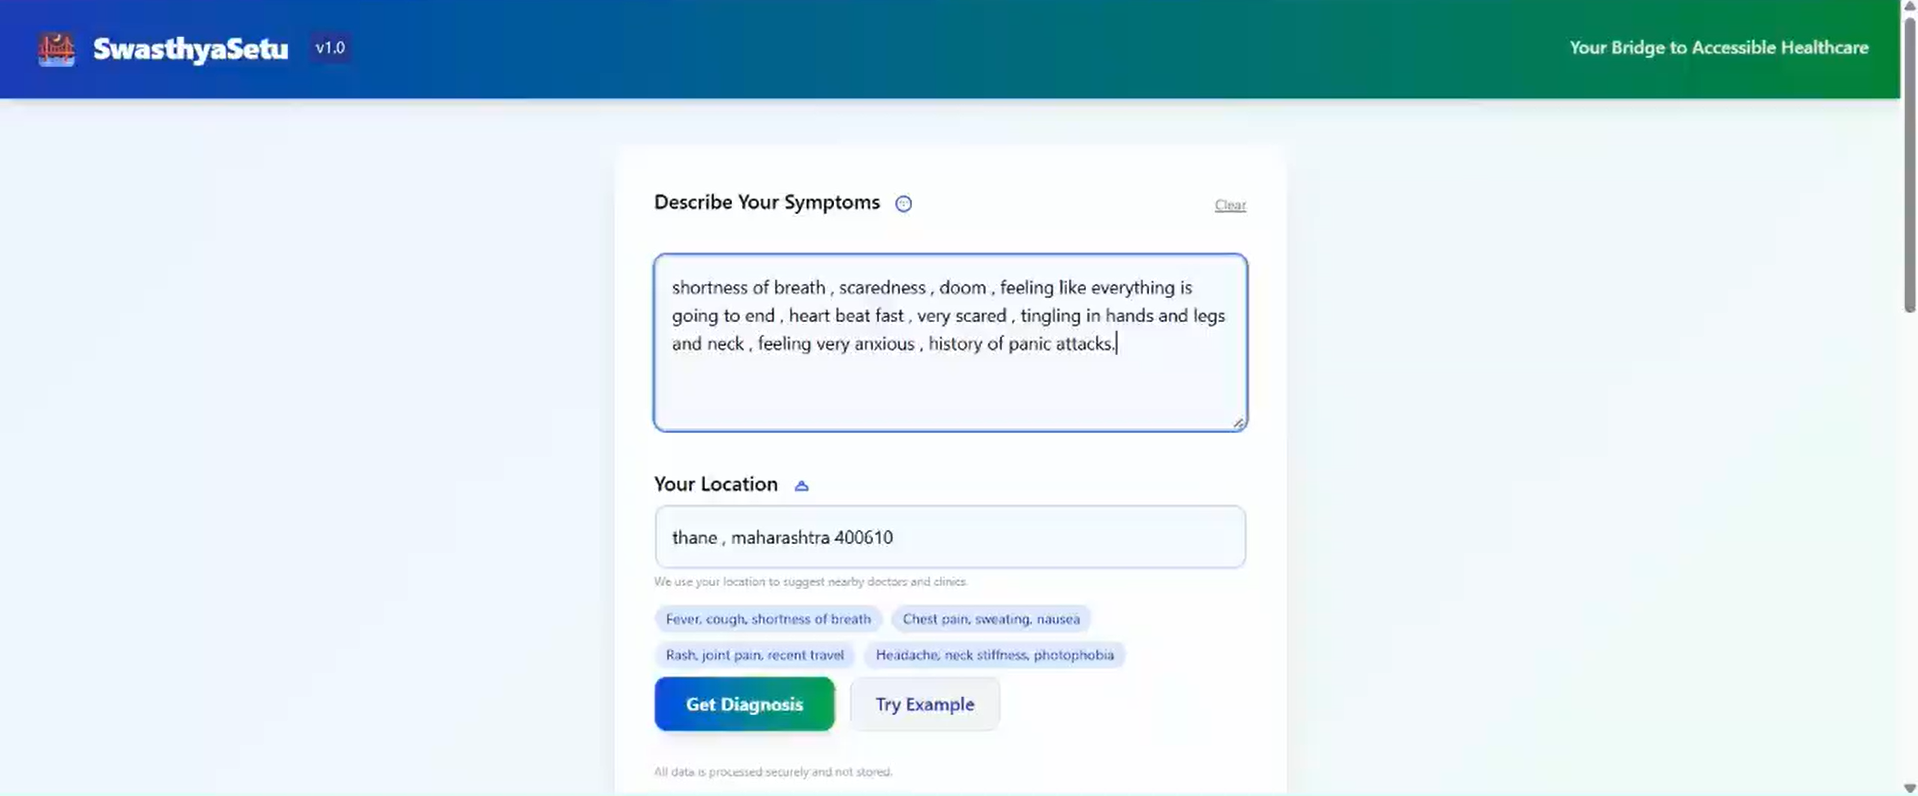 SwasthyaSetu v1.0
Your Bridge to Accessible Healthcare
Describe Your Symptoms
Clear
shortness of breath , scaredness , doom , feeling like everything is
going to end , heart beat fast , very scared , tingling in hands and legs
and neck , feeling very anxious , history of panic attacks.
Your Location
thane , maharashtra 400610
We use your location to suggest nearby doctors and clinics.
Fever, cough, shortness of breath
Chest pain, sweating, nausea
Rash, joint pain, recent travel
Headache, neck stiffness, photophobia
Get Diagnosis
Try Example
All data is processed securely and not stored.